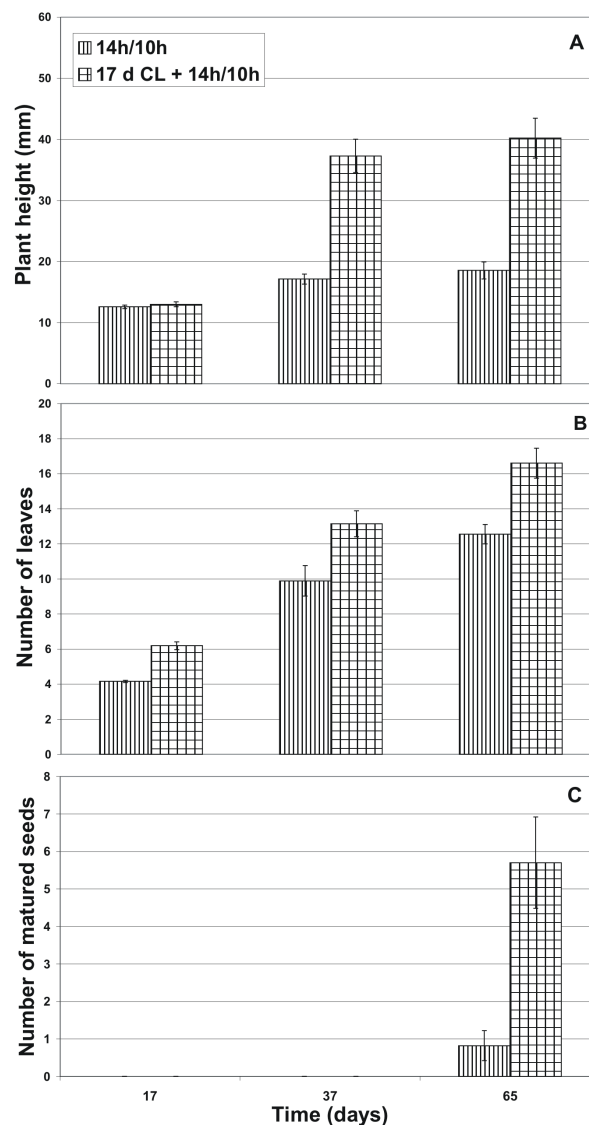 60
50
40
30
20
10
0
Plant height (mm)
14h/10h
17 d CL + 14h/10h
A
20
18
16
14
12
10
8
6
4
2
0
Number of leaves
B
8
7
6
5
4
3
2
1
0
Number of matured seeds
C
17 37 65
Time (days)